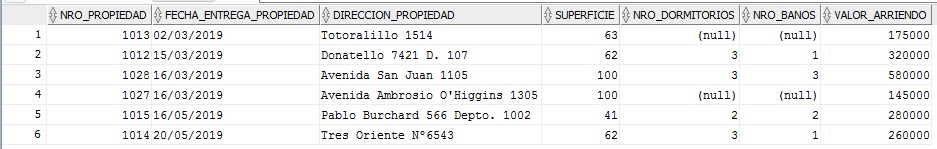 NRO_PROPIEDAD FECHA_ENTREGA_PROPIEDAD DIRECCION_PROPIEDAD SUPERFICIE NRO_DORMITORIOS NRO_BANOS VALOR_ARRIENDO
1 1013 02/03/2019 Totoralillo 1514 63 (null) (null) 175000
2 1012 15/03/2019 Donatello 7421 D. 107 62 3 1 320000
3 1028 16/03/2019 Avenida San Juan 1105 100 3 3 580000
4 1027 16/03/2019 Avenida Ambrosio O'Higgins 1305 100 (null) (null) 145000
5 1015 16/05/2019 Pablo Burchard 566 Depto. 1002 41 2 2 280000
6 1014 20/05/2019 Tres Oriente N°6543 62 3 1 260000